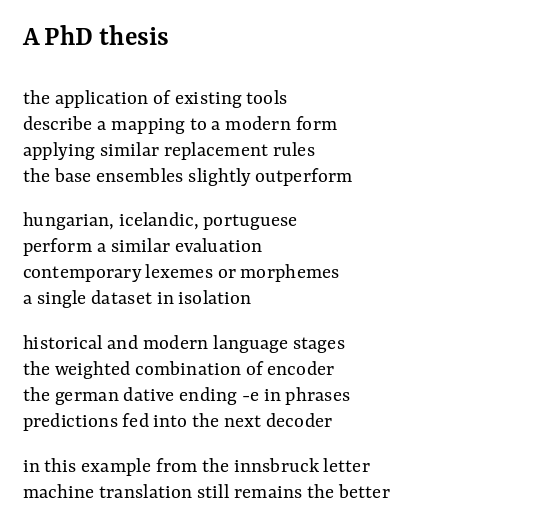 A PhD thesis
the application of existing tools
describe a mapping to a modern form
applying similar replacement rules
the base ensembles slightly outperform
hungarian, icelandic, portuguese
perform a similar evaluation
contemporary lexemes or morphemes
a single dataset in isolation
historical and modern language stages
the weighted combination of encoder
the german dative ending -e in phrases
predictions fed into the next decoder
in this example from the innsbruck letter
machine translation still remains the better